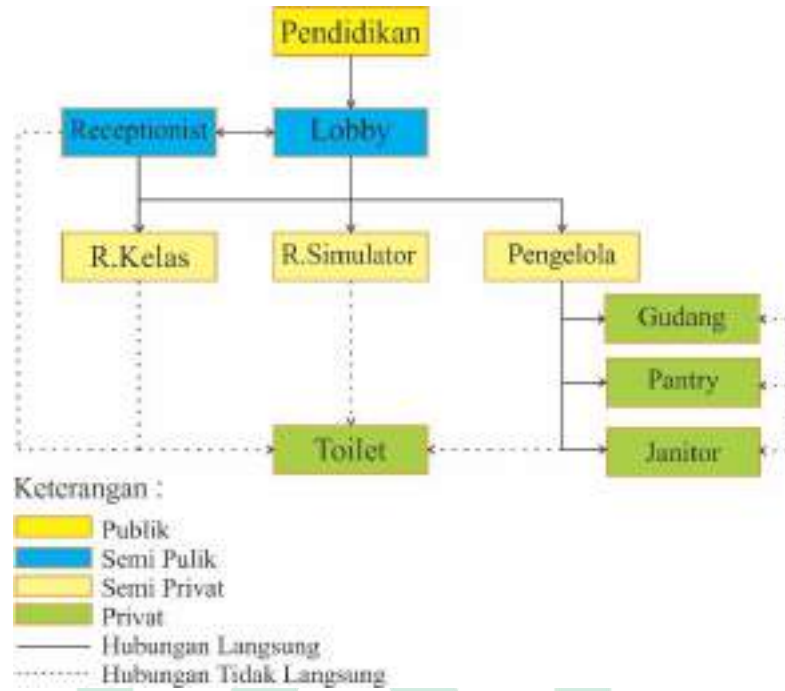 Pendidikan
Receptionist
Lobby
R.Kelas
R.Simulator
Pengelola
Gudang
Pantry
Toilet
Janitor
Keterangan :
Publik
Semi Pulik
Semi Privat
Privat
Hubungan Langsung
Hubungan Tidak Langsung